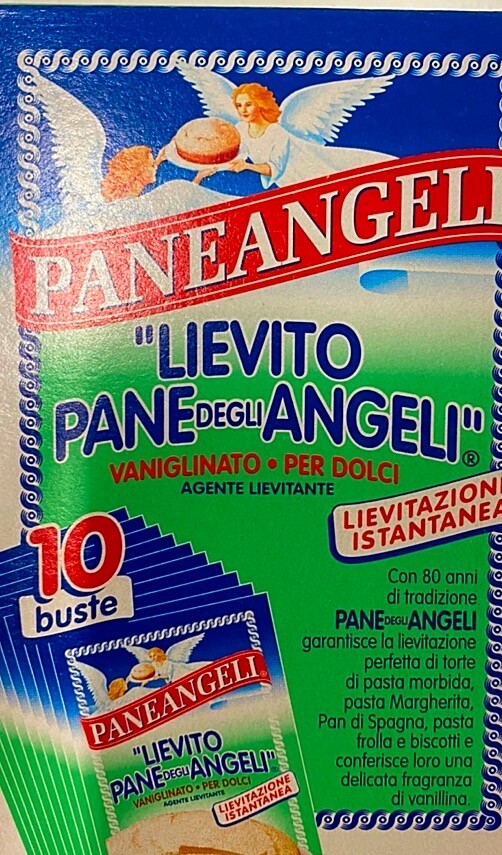 PANEANGELI
"LIEVITO
PANE DEGLI ANGELI"®
VANIGLINATO • PER DOLCI
AGENTE LIEVITANTE
LIEVITAZIONE
ISTANTANEA
10
buste
Con 80 anni
di tradizione
PANE DEGLI ANGELI
garantisce la lievitazione
perfetta di torte
di pasta morbida,
pasta Margherita,
Pan di Spagna, pasta
frolla e biscotti e
conferisce loro una
delicata fragranza
di vanillina.
PANEANGELI
"LIEVITO
PANE DEGLI ANGELI"
VANIGLINATO • PER DOLCI
AGENTE LIEVITANTE
LIEVITAZIONE
ISTANTANEA